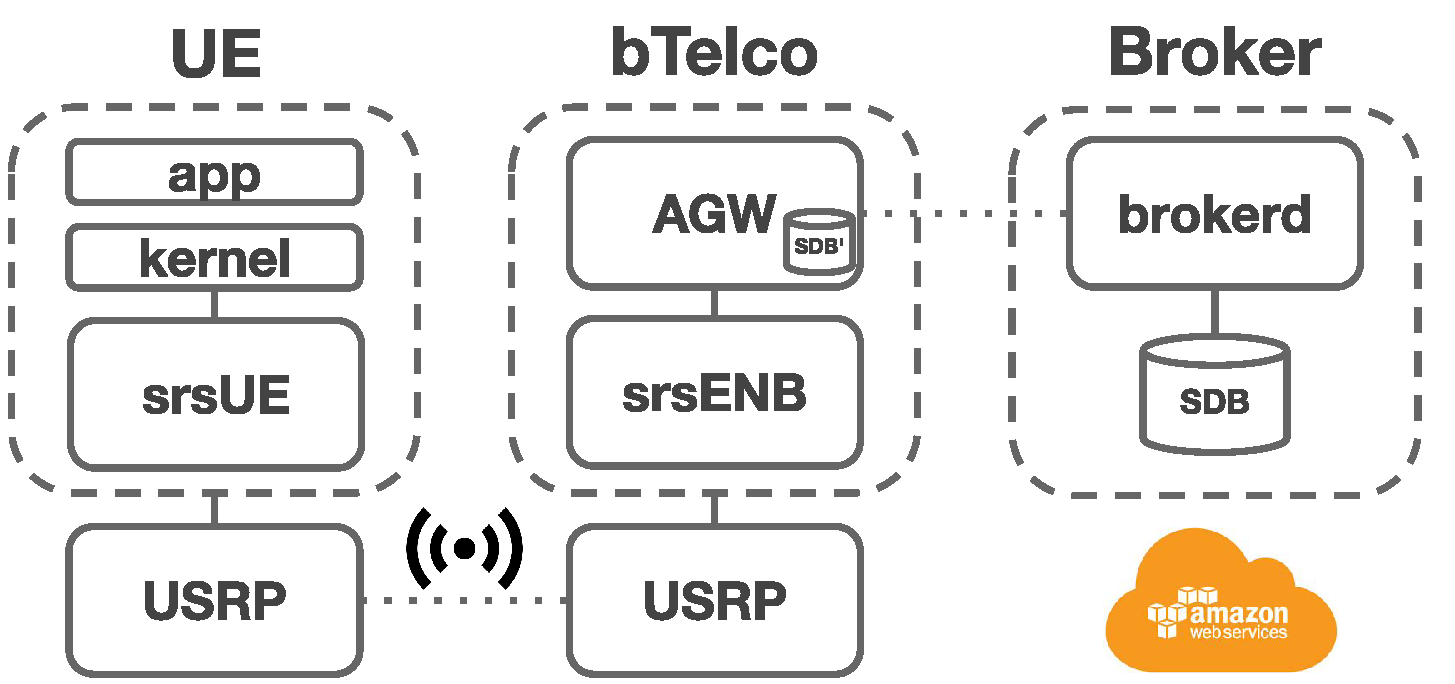 UE
bTelco
Broker
app
kernel
srsUE
USRP
AGW
SDB'
srsENB
USRP
brokerd
SDB
amazon
webservices